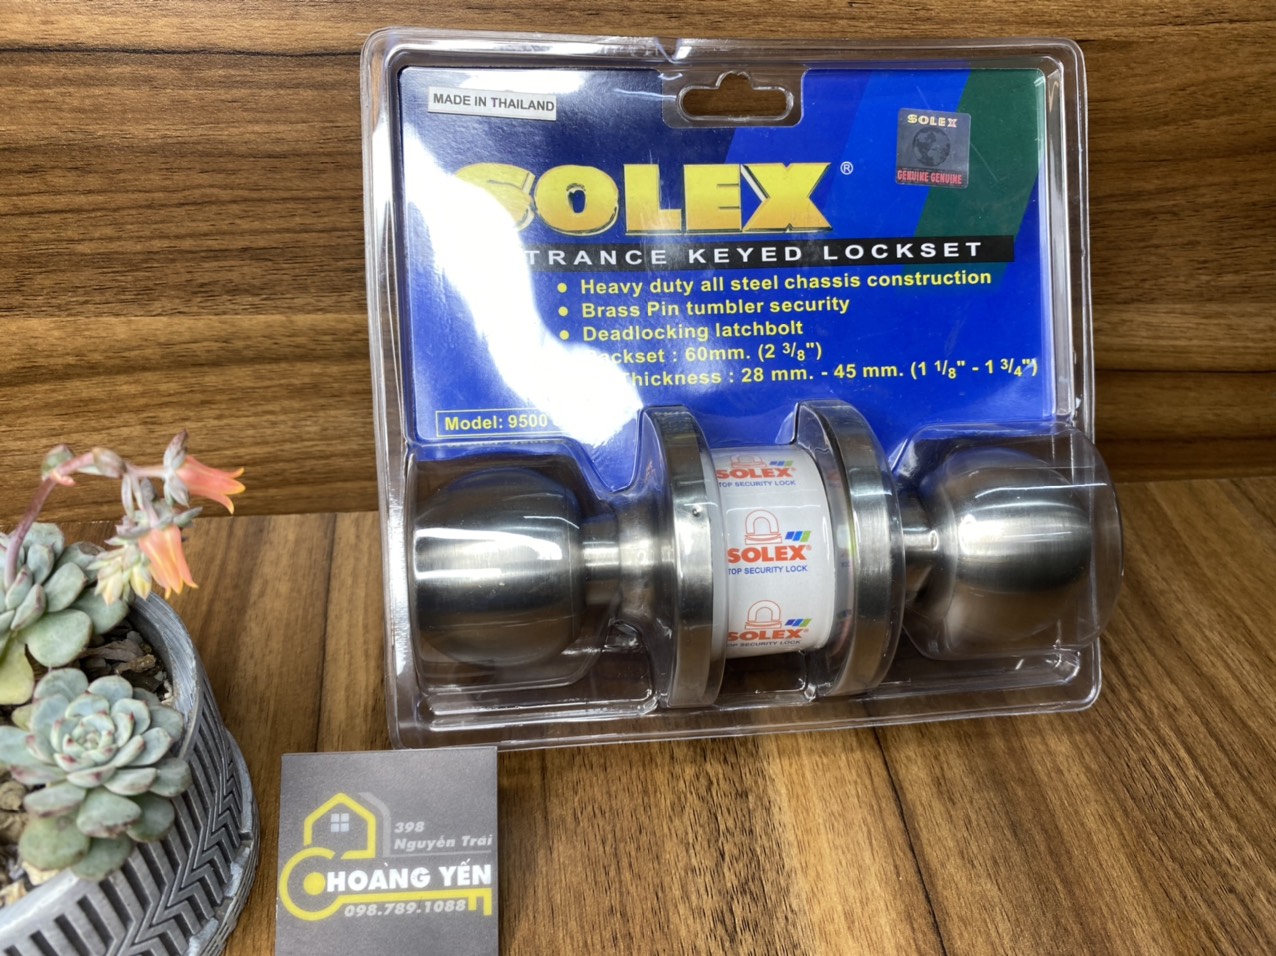 MADE IN THAILAND
SOLEX
GENUINE GENUINE
SOLEX®
TRANCE KEYED LOCKSET
• Heavy duty all steel chassis construction
• Brass Pin tumbler security
• Deadlocking latchbolt
: 60mm. (2 3/8")
Thickness : 28 mm. - 45 mm. (1 1/8" - 1 3/4")
Model: 9500
SOLEX
TOP SECURITY LOCK
SOLEX®
TOP SECURITY LOCK
SOLEX®
TOP SECURITY LOCK
398
Nguyễn Trãi
HOÀNG YẾN
098.789.1088